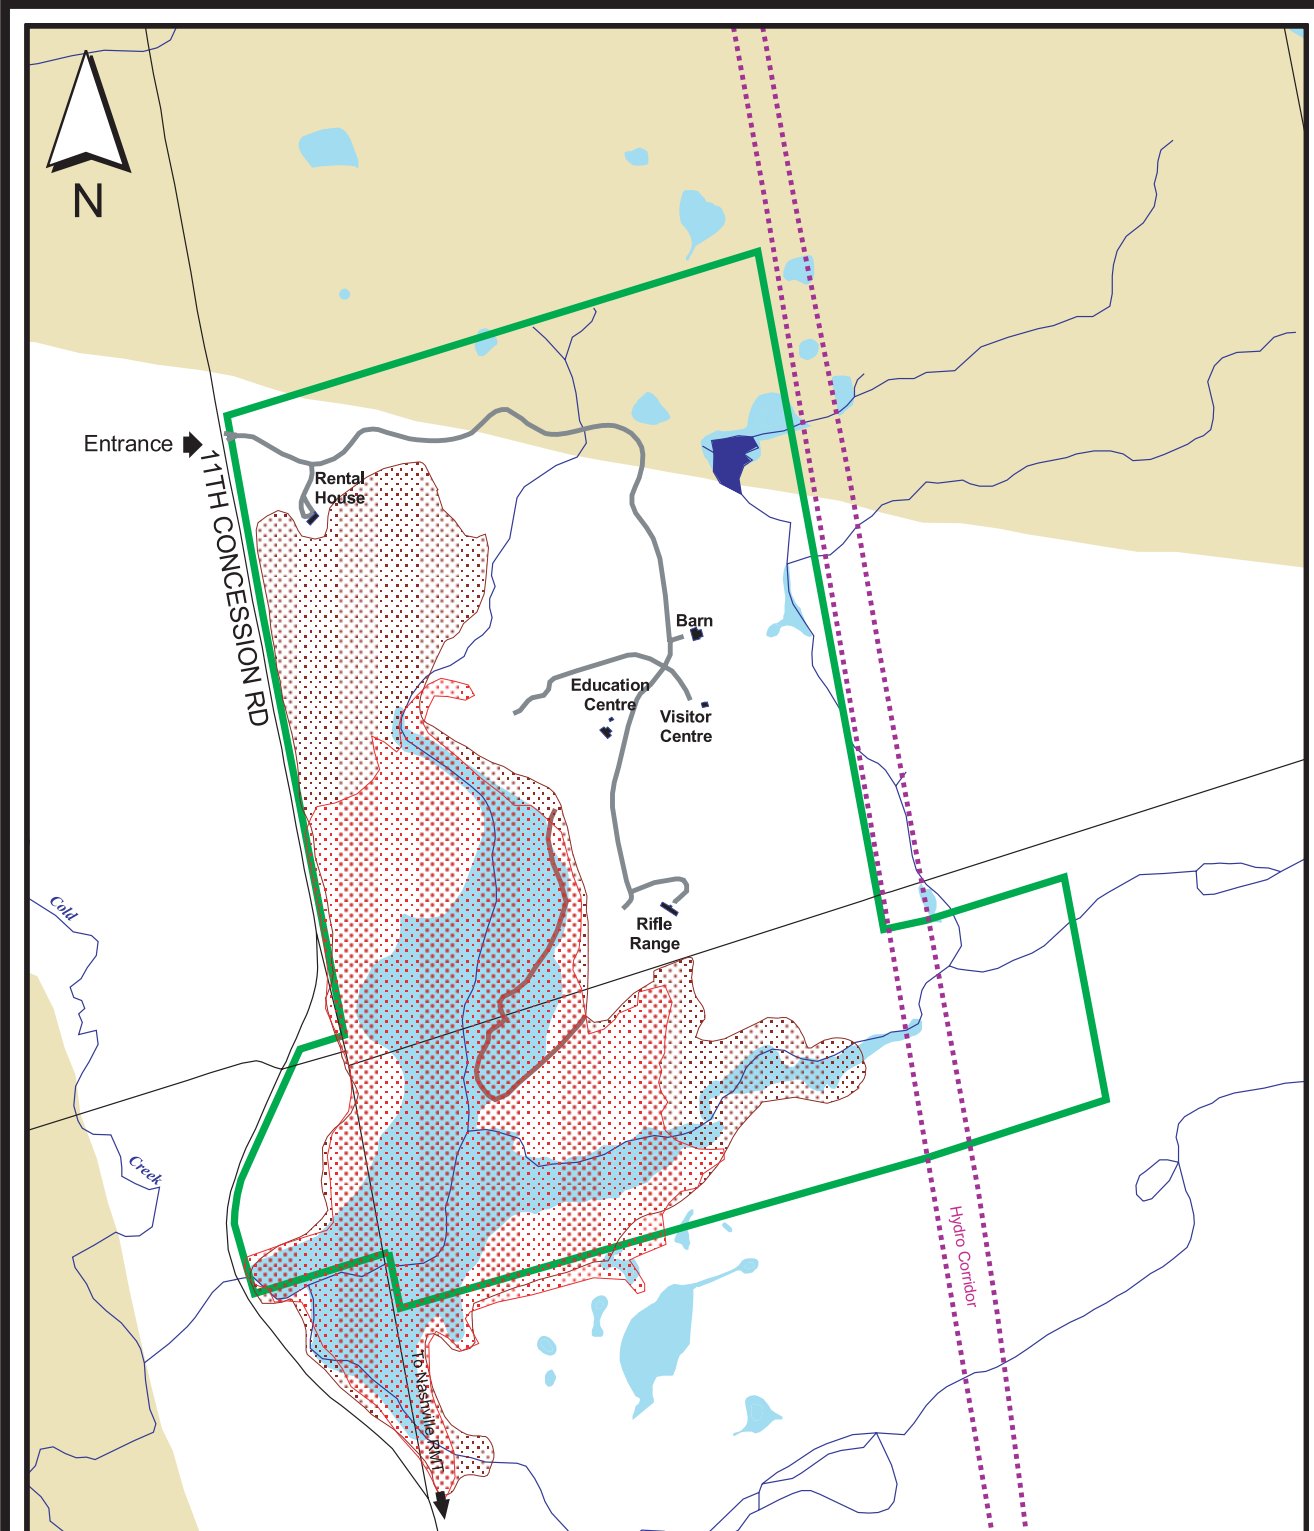 N
Entrance
11TH CONCESSION RD
Rental
House
Barn
Education
Centre
Visitor
Centre
Rifle
Range
Cold
Creek
Hydro Corridor
To Nashville RMT